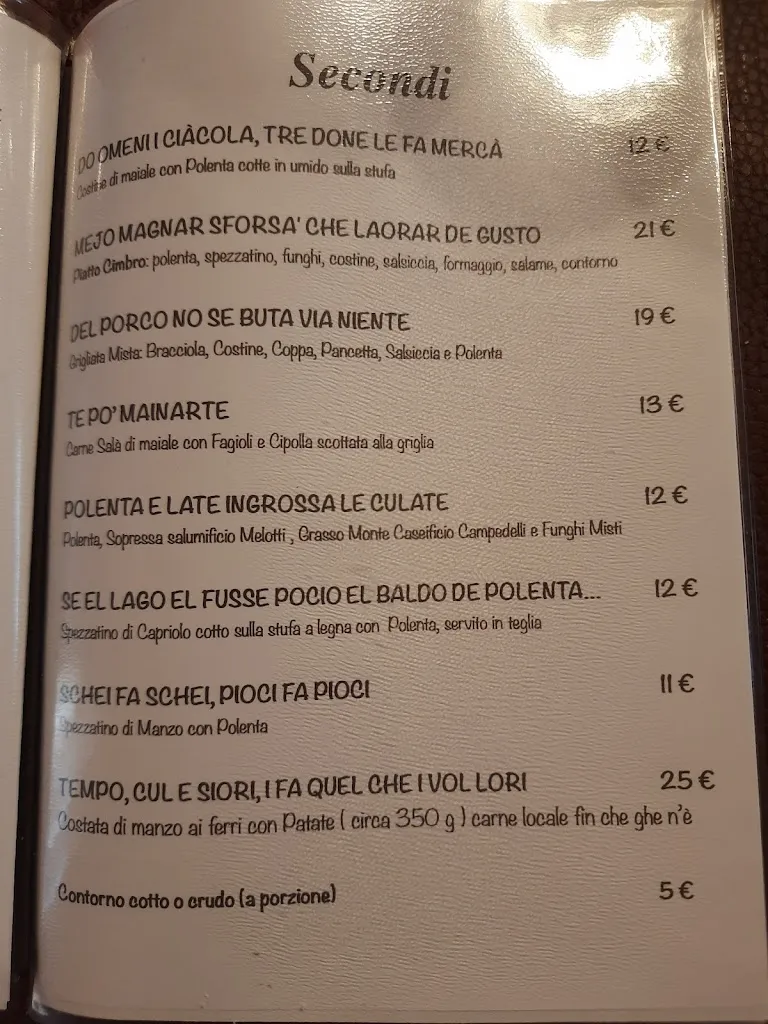 Secondi
DO OMENI I CIÀCOLA, TRE DONE LE FA MERCÀ 12 €
Costine di maiale con Polenta cotte in umido sulla stufa
MEJO MAGNAR SFORSA' CHE LAORAR DE GUSTO 21 €
Piatto Cimbro: polenta, spezzatino, funghi, costine, salsiccia, formaggio, salame, contorno
DEL PORCO NO SE BUTA VIA NIENTE 19 €
Grigliata Mista: Bracciola, Costine, Coppa, Pancetta, Salsiccia e Polenta
TE PO' MAINARTE 13 €
Carne Salà di maiale con Fagioli e Cipolla scottata alla griglia
POLENTA E LATE INGROSSA LE CULATE 12 €
Polenta, Sopressa salumificio Melotti , Grasso Monte Caseificio Campedelli e Funghi Misti
SE EL LAGO EL FUSSE POCIO EL BALDO DE POLENTA... 12 €
Spezzatino di Capriolo cotto sulla stufa a legna con Polenta, servito in teglia
SCHEI FA SCHEI, PIOCI FA PIOCI 11 €
Spezzatino di Manzo con Polenta
TEMPO, CUL E SIORI, I FA QUEL CHE I VOL LORI 25 €
Costata di manzo ai ferri con Patate ( circa 350 g ) carne locale fin che ghe n'è
Contorno cotto o crudo (a porzione) 5 €